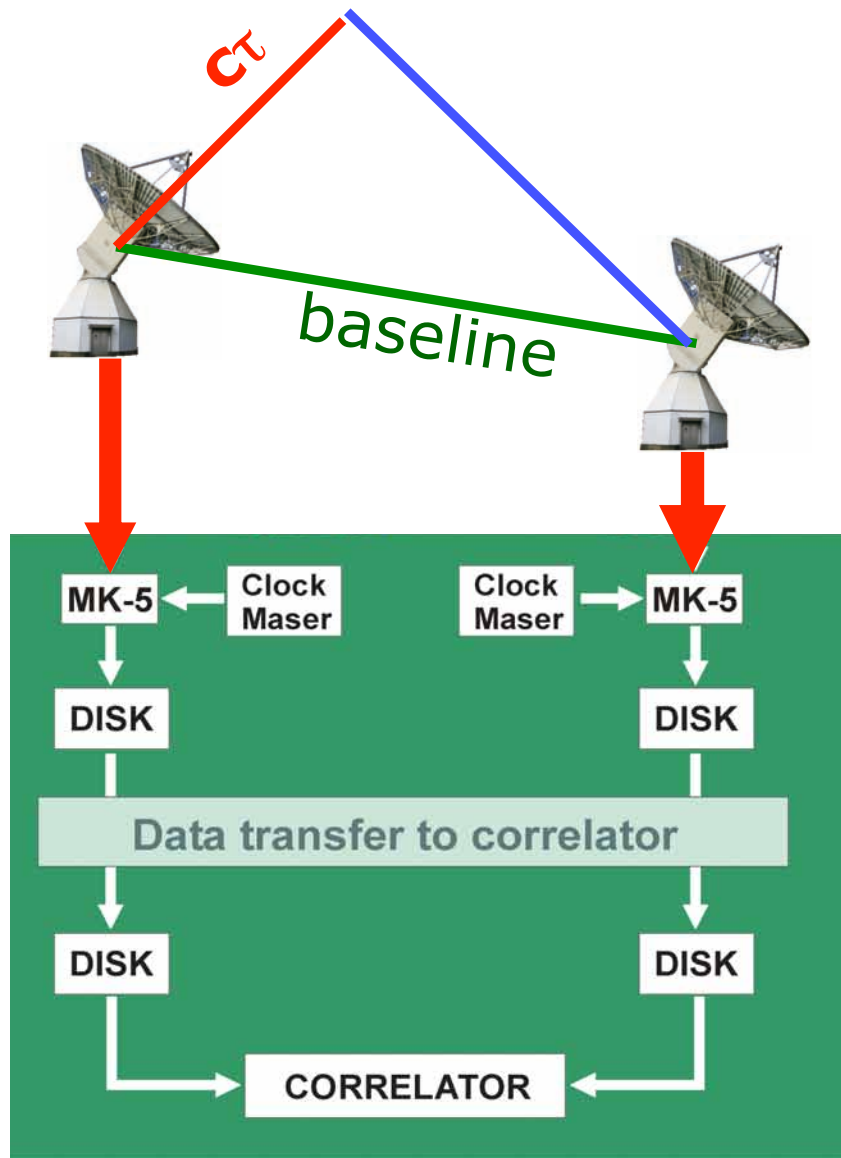 cτ
baseline
Clock
Maser
Clock
Maser
MK-5
MK-5
DISK
DISK
Data transfer to correlator
DISK
DISK
CORRELATOR